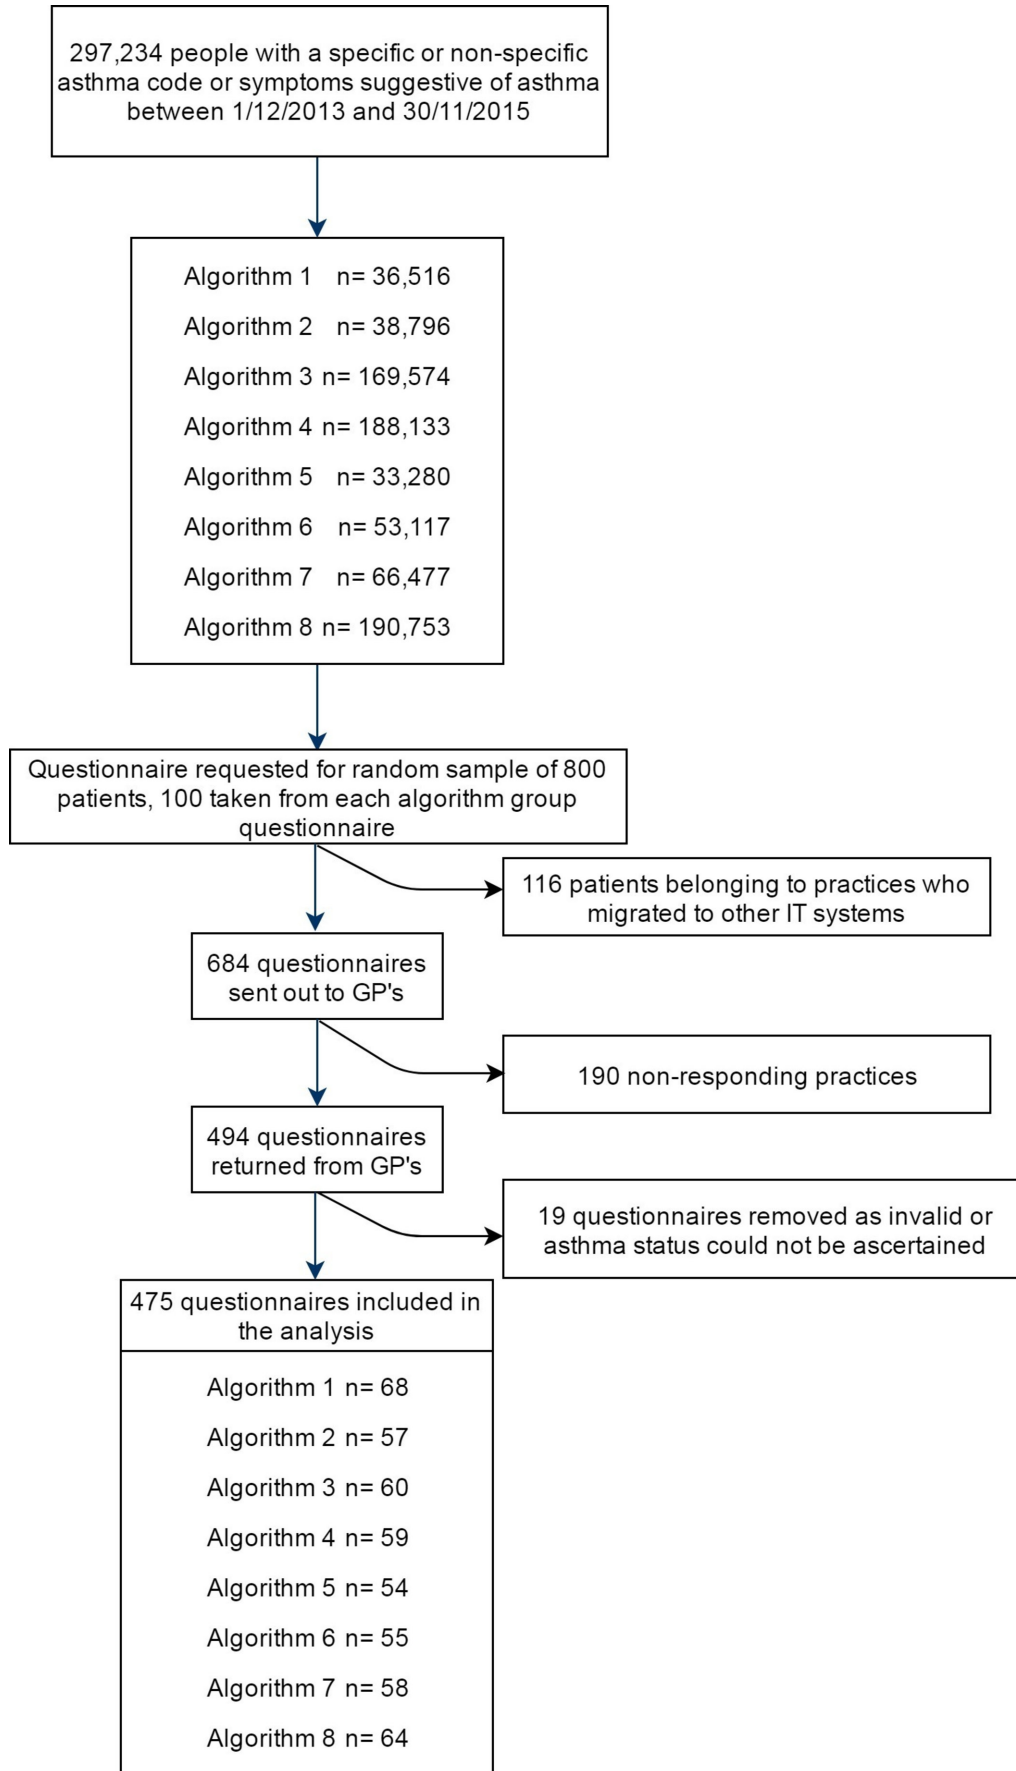 297,234 people with a specific or non-specific
asthma code or symptoms suggestive of asthma
between 1/12/2013 and 30/11/2015
Algorithm 1 n= 36,516
Algorithm 2 n= 38,796
Algorithm 3 n= 169,574
Algorithm 4 n= 188,133
Algorithm 5 n= 33,280
Algorithm 6 n= 53,117
Algorithm 7 n= 66,477
Algorithm 8 n= 190,753
Questionnaire requested for random sample of 800
patients, 100 taken from each algorithm group
questionnaire
116 patients belonging to practices who
migrated to other IT systems
684 questionnaires
sent out to GP's
190 non-responding practices
494 questionnaires
returned from GP's
19 questionnaires removed as invalid or
asthma status could not be ascertained
475 questionnaires included in
the analysis
Algorithm 1 n= 68
Algorithm 2 n= 57
Algorithm 3 n= 60
Algorithm 4 n= 59
Algorithm 5 n= 54
Algorithm 6 n= 55
Algorithm 7 n= 58
Algorithm 8 n= 64